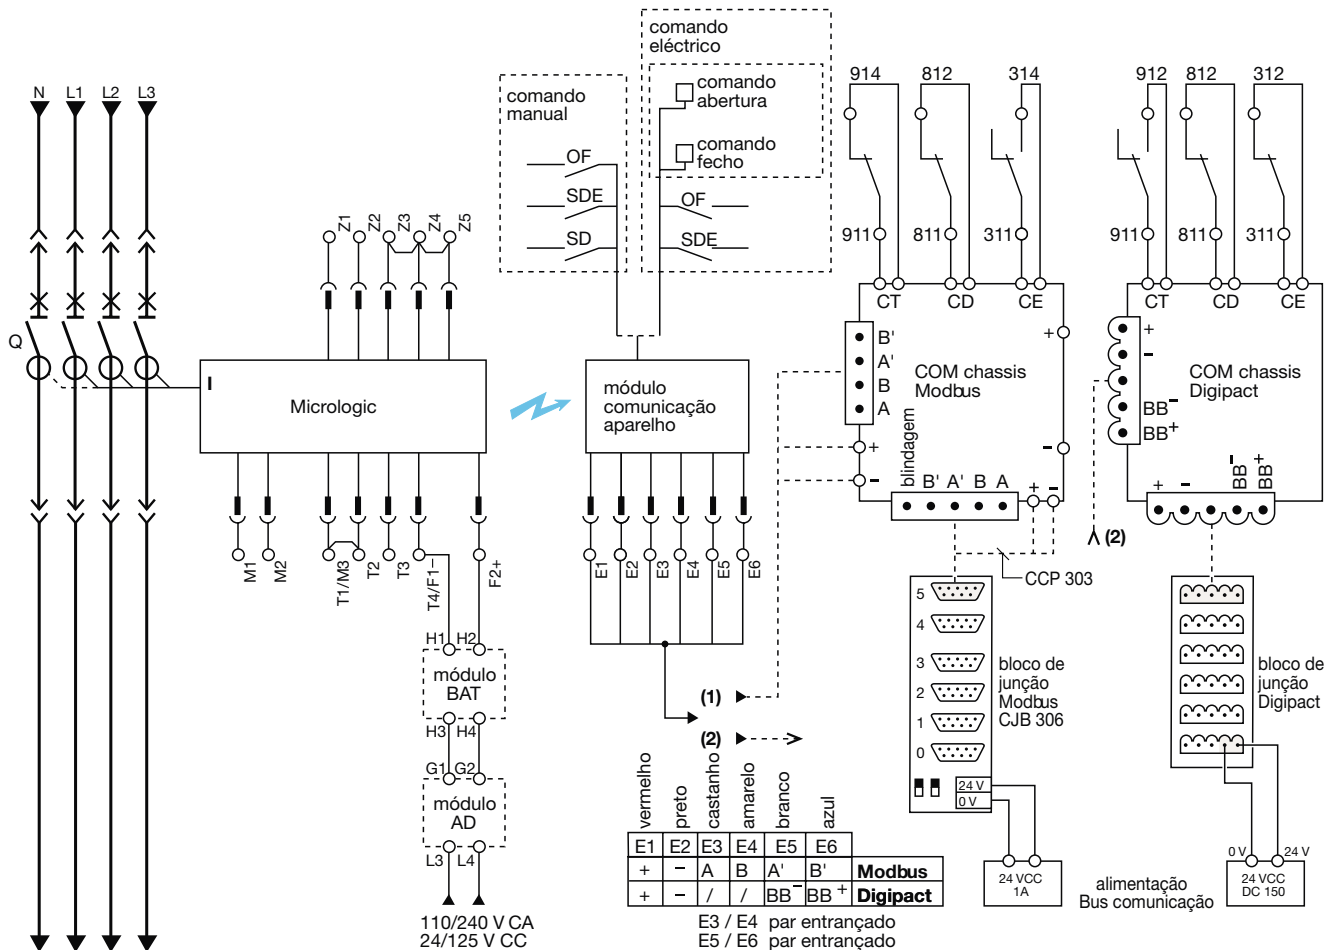 N L1 L2 L3
Q
Z1 Z2 Z3 Z4 Z5
I
Micrologic
M1 M2 T1/M3 T2 T3 T4/F1– F2+
H1 H2
módulo
BAT
H3 H4
G1 G2
módulo
AD
L3 L4
110/240 V CA
24/125 V CC
comando
manual
OF
SDE
SD
comando
eléctrico
comando
abertura
comando
fecho
OF
SDE
módulo
comunicação
aparelho
E1 E2 E3 E4 E5 E6
(1)
(2)
vermelho preto castanho amarelo branco azul
E1 E2 E3 E4 E5 E6
+ – A B A' B' Modbus
+ – / / BB– BB+ Digipact
E3 / E4 par entrançado
E5 / E6 par entrançado
914 812 314
911 811 311
CT CD CE
B'
A'
B
A
+
–
+
–
COM chassis
Modbus
blindagem
B' A' B A + –
CCP 303
5
4
3
2
1
0
bloco de
junção
Modbus
CJB 306
24 V
0 V
24 VCC
1A
alimentação
Bus comunicação
912 812 312
911 811 311
CT CD CE
+
–
BB–
BB+
COM chassis
Digipact
+ – BB– BB+
(2)
bloco de
junção
Digipact
0 V 24 V
24 VCC
DC 150